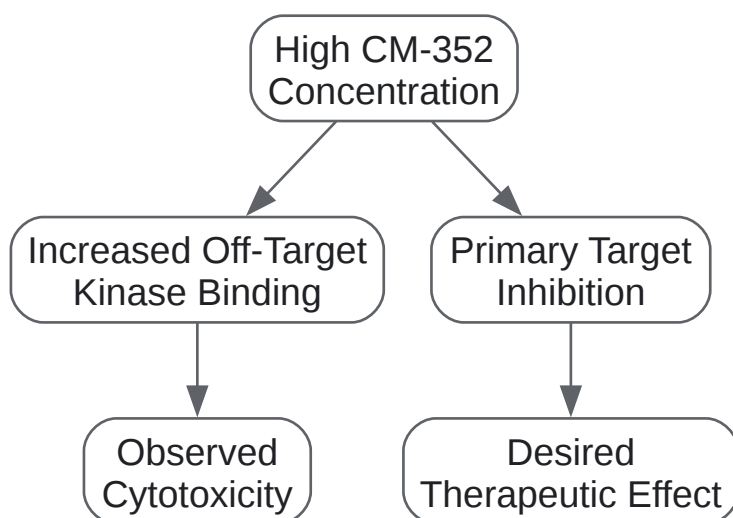 High CM-352
Concentration
Increased Off-Target
Kinase Binding
Primary Target
Inhibition
Observed
Cytotoxicity
Desired
Therapeutic Effect